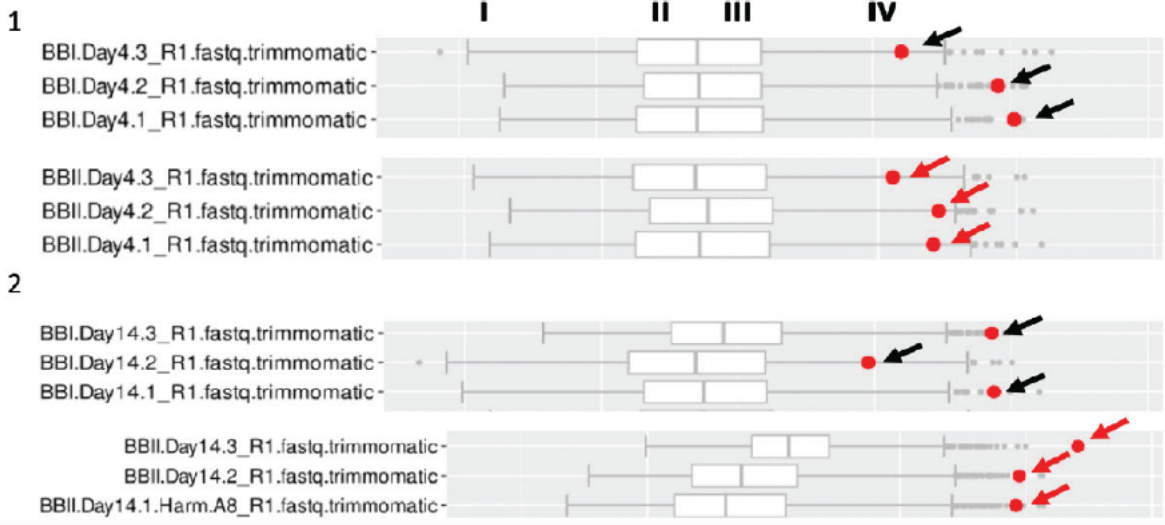 I II III IV
1
BBI.Day4.3_R1.fastq.trimmomatic
BBI.Day4.2_R1.fastq.trimmomatic
BBI.Day4.1_R1.fastq.trimmomatic
BBII.Day4.3_R1.fastq.trimmomatic
BBII.Day4.2_R1.fastq.trimmomatic
BBII.Day4.1_R1.fastq.trimmomatic
2
BBI.Day14.3_R1.fastq.trimmomatic
BBI.Day14.2_R1.fastq.trimmomatic
BBI.Day14.1_R1.fastq.trimmomatic
BBII.Day14.3_R1.fastq.trimmomatic
BBII.Day14.2_R1.fastq.trimmomatic
BBII.Day14.1.Harm.A8_R1.fastq.trimmomatic